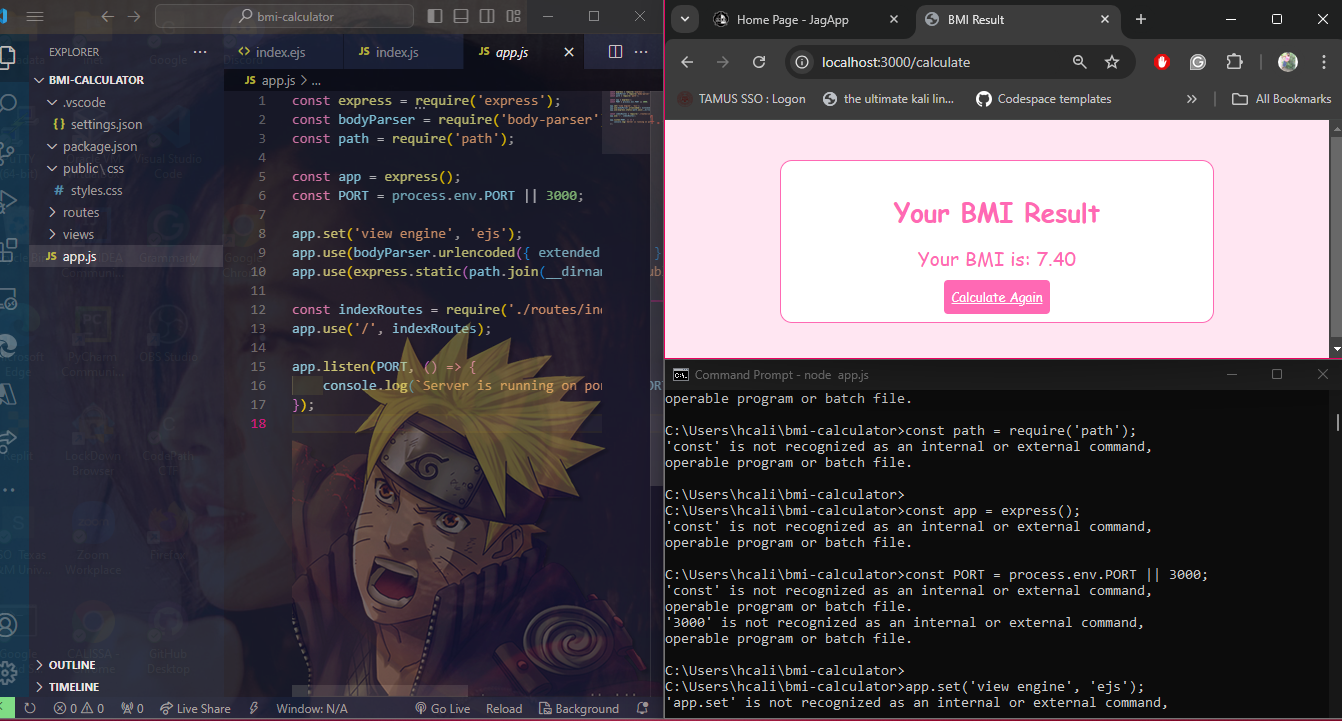 bmi-calculator
EXPLORER
BMI-CALCULATOR
.vscode
{} settings.json
package.json
public\css
# styles.css
routes
views
JS app.js
OUTLINE
TIMELINE
<> index.ejs
JS index.js
JS app.js
JS app.js > ...
1 const express = require('express');
2 const bodyParser = require('body-parser'
3 const path = require('path');
4
5 const app = express();
6 const PORT = process.env.PORT || 3000;
7
8 app.set('view engine', 'ejs');
9 app.use(bodyParser.urlencoded({ extended
10 app.use(express.static(path.join(__dirnam
11
12 const indexRoutes = require('./routes/ind
13 app.use('/', indexRoutes);
14
15 app.listen(PORT, () => {
16 console.log(`Server is running on por
17 });
18
0 0 0 Live Share Window: N/A Go Live Reload Background
Home Page - JagApp
BMI Result
localhost:3000/calculate
TAMUS SSO : Logon
the ultimate kali lin...
Codespace templates
All Bookmarks
Your BMI Result
Your BMI is: 7.40
Calculate Again
Command Prompt - node app.js
operable program or batch file.
C:\Users\hcali\bmi-calculator>const path = require('path');
'const' is not recognized as an internal or external command,
operable program or batch file.
C:\Users\hcali\bmi-calculator>
C:\Users\hcali\bmi-calculator>const app = express();
'const' is not recognized as an internal or external command,
operable program or batch file.
C:\Users\hcali\bmi-calculator>const PORT = process.env.PORT || 3000;
'const' is not recognized as an internal or external command,
operable program or batch file.
'3000' is not recognized as an internal or external command,
operable program or batch file.
C:\Users\hcali\bmi-calculator>
C:\Users\hcali\bmi-calculator>app.set('view engine', 'ejs');
'app.set' is not recognized as an internal or external command,